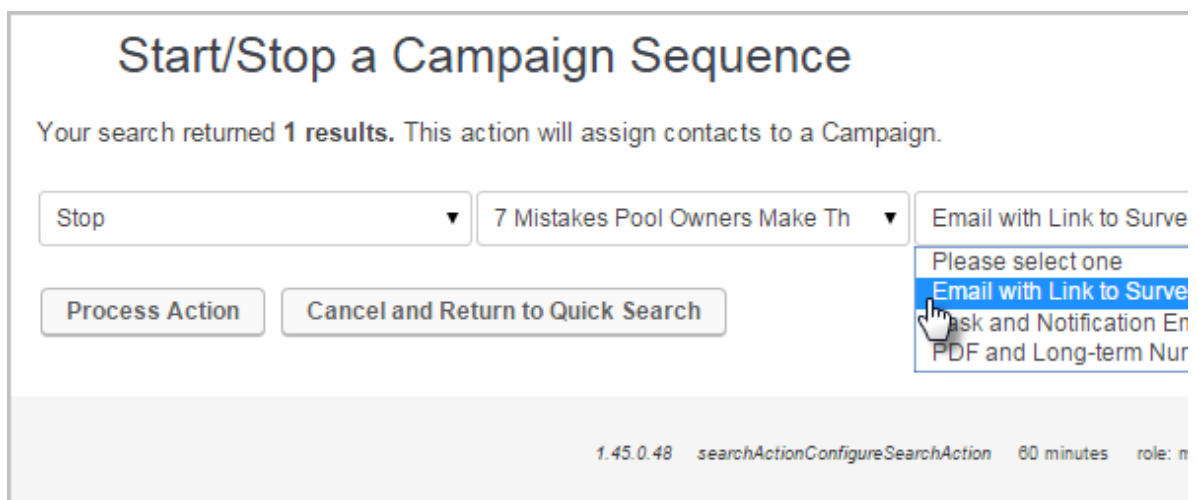 Start/Stop a Campaign Sequence
Your search returned 1 results. This action will assign contacts to a Campaign.
Stop 7 Mistakes Pool Owners Make Th Email with Link to Surve
Please select one
Email with Link to Surve
Process Action Cancel and Return to Quick Search
ask and Notification En
PDF and Long-term Nur
1.45.0.48 searchActionConfigureSearchAction 60 minutes role: